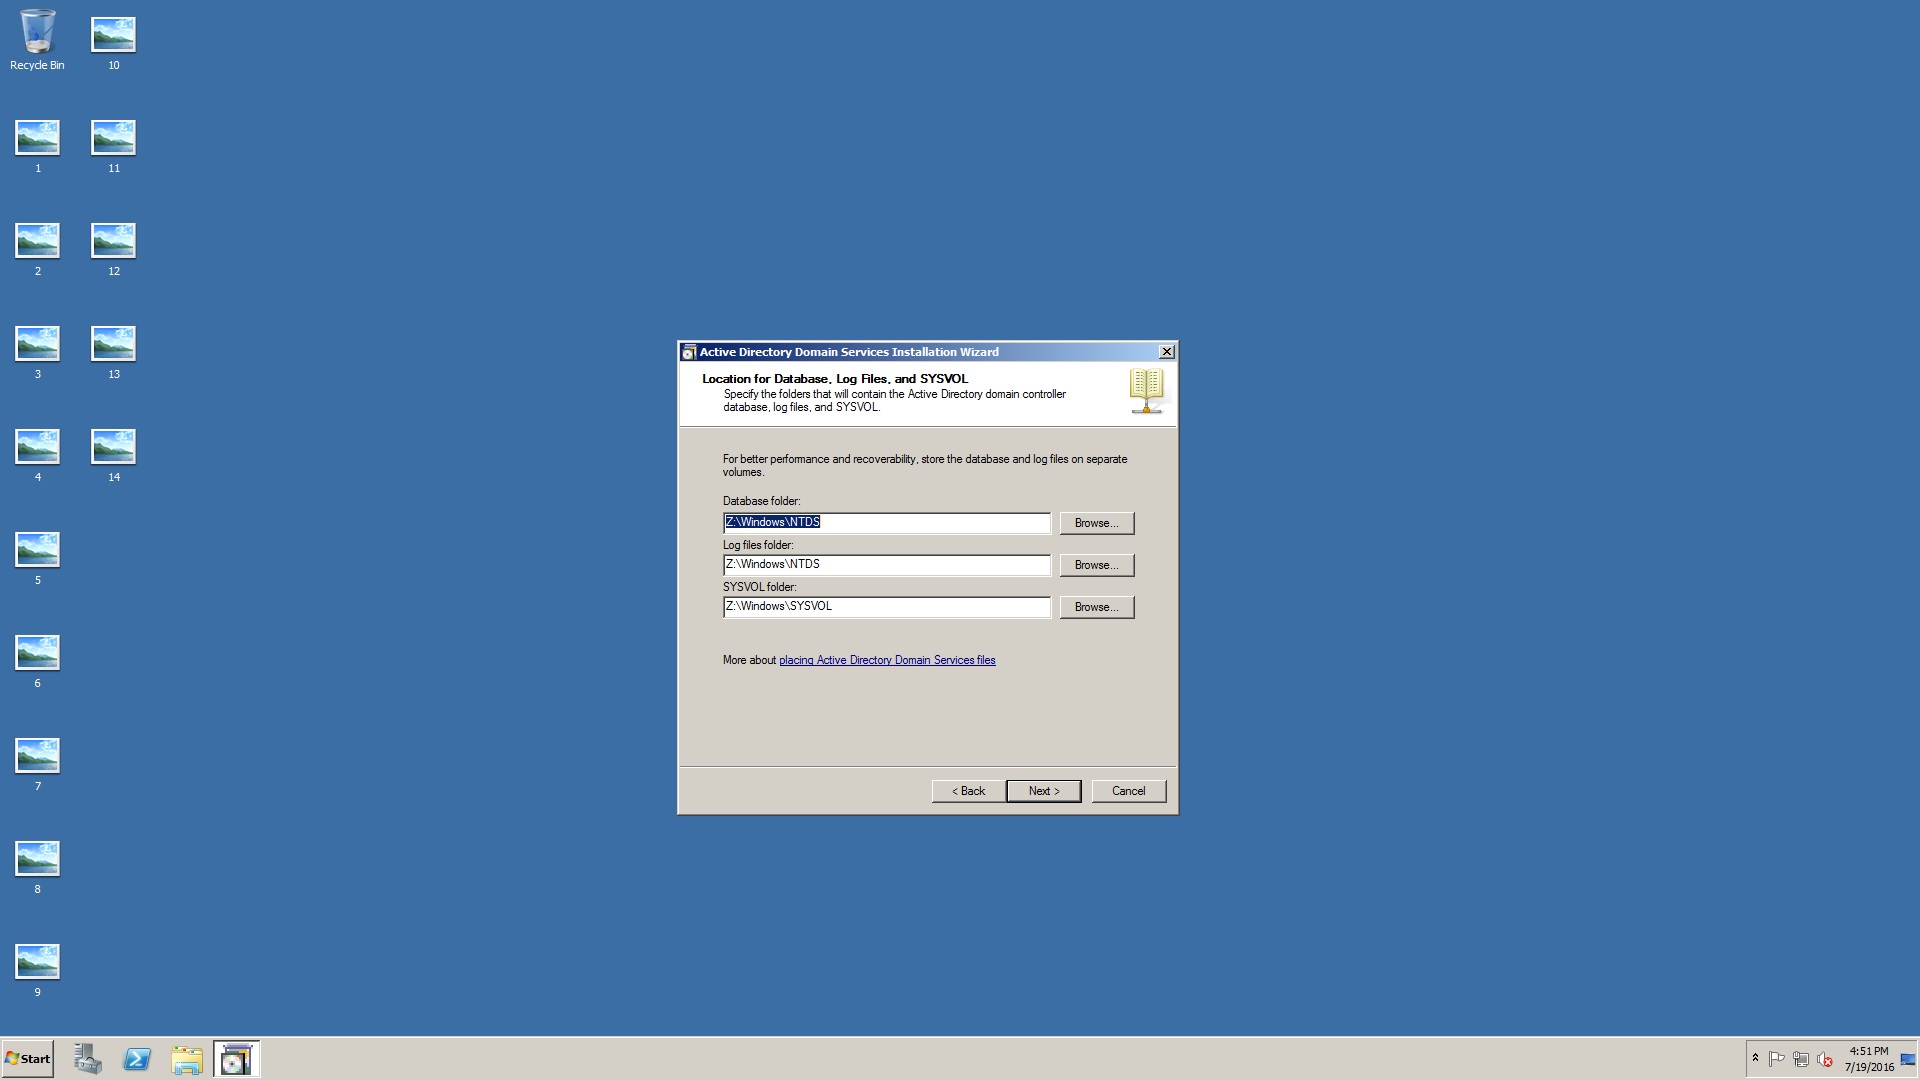 Recycle Bin
10
1
11
2
12
3
13
4
14
5
6
7
8
9
Active Directory Domain Services Installation Wizard
Location for Database, Log Files, and SYSVOL
Specify the folders that will contain the Active Directory domain controller
database, log files, and SYSVOL.
For better performance and recoverability, store the database and log files on separate
volumes.
Database folder:
Z:\Windows\NTDS
Browse...
Log files folder:
Z:\Windows\NTDS
Browse...
SYSVOL folder:
Z:\Windows\SYSVOL
Browse...
More about placing Active Directory Domain Services files
< Back
Next >
Cancel
Start
4:51 PM
7/19/2016